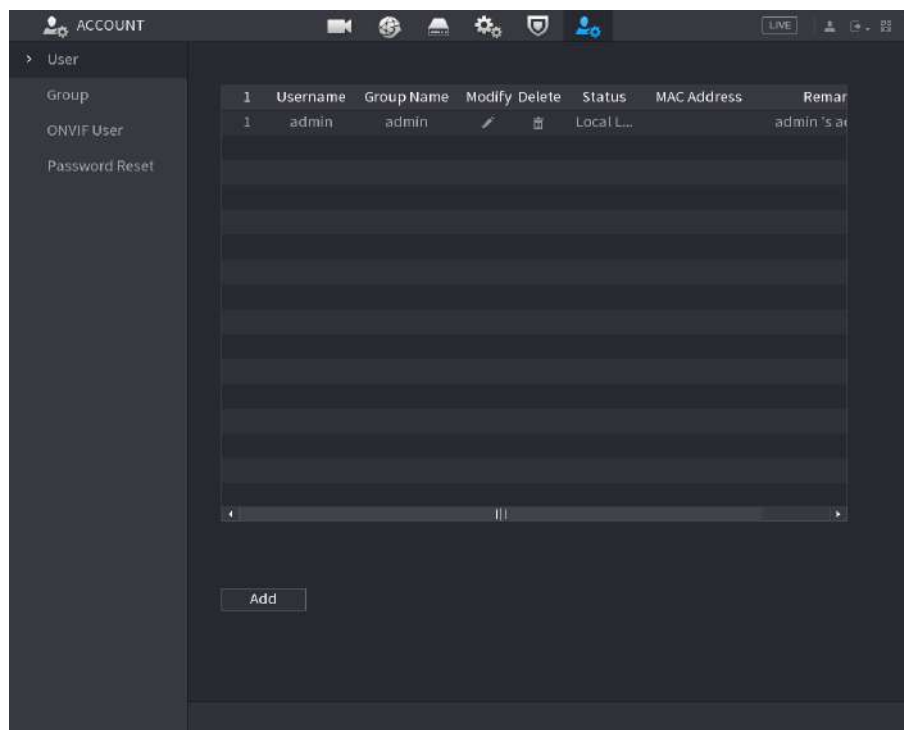 ACCOUNT LIVE
User
Group
ONVIF User
Password Reset
1 Username Group Name Modify Delete Status MAC Address Remar
1 admin admin Local L... admin 's a
Add